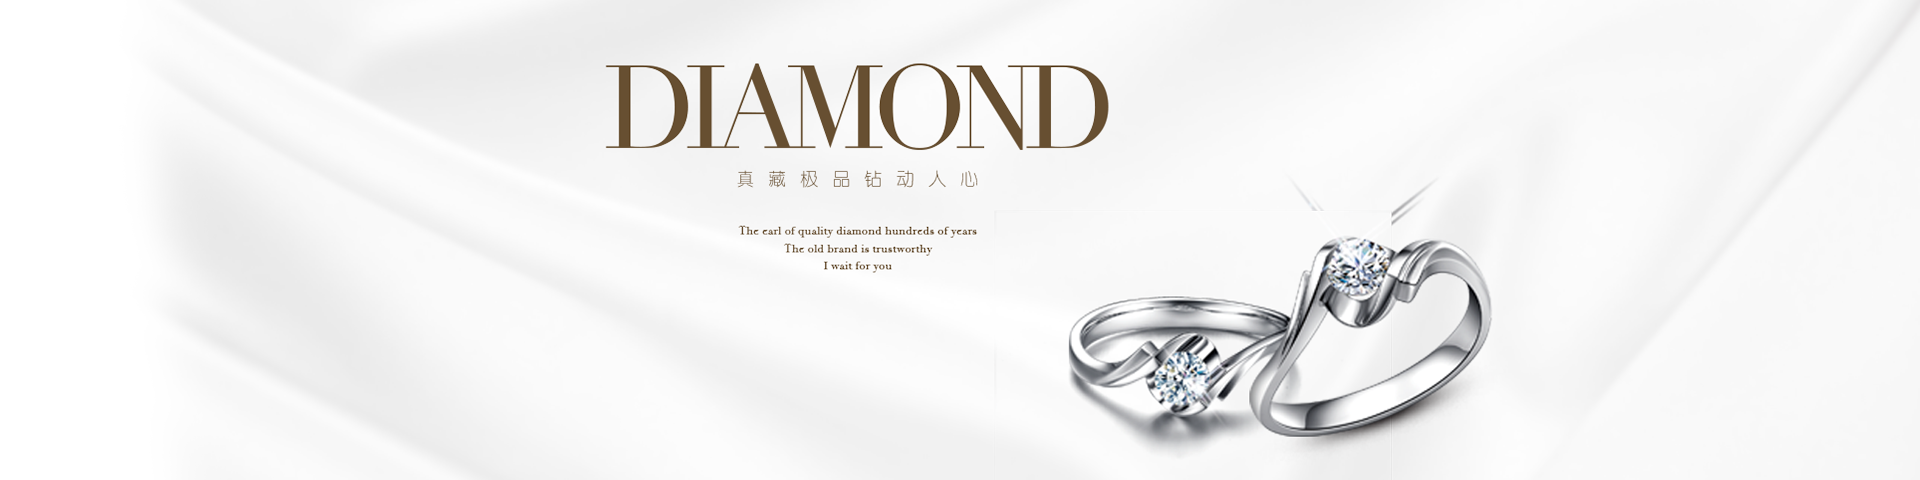 DIAMOND
真藏极品钻动人心
The earl of quality diamond hundreds of years
The old brand is trustworthy
I wait for you